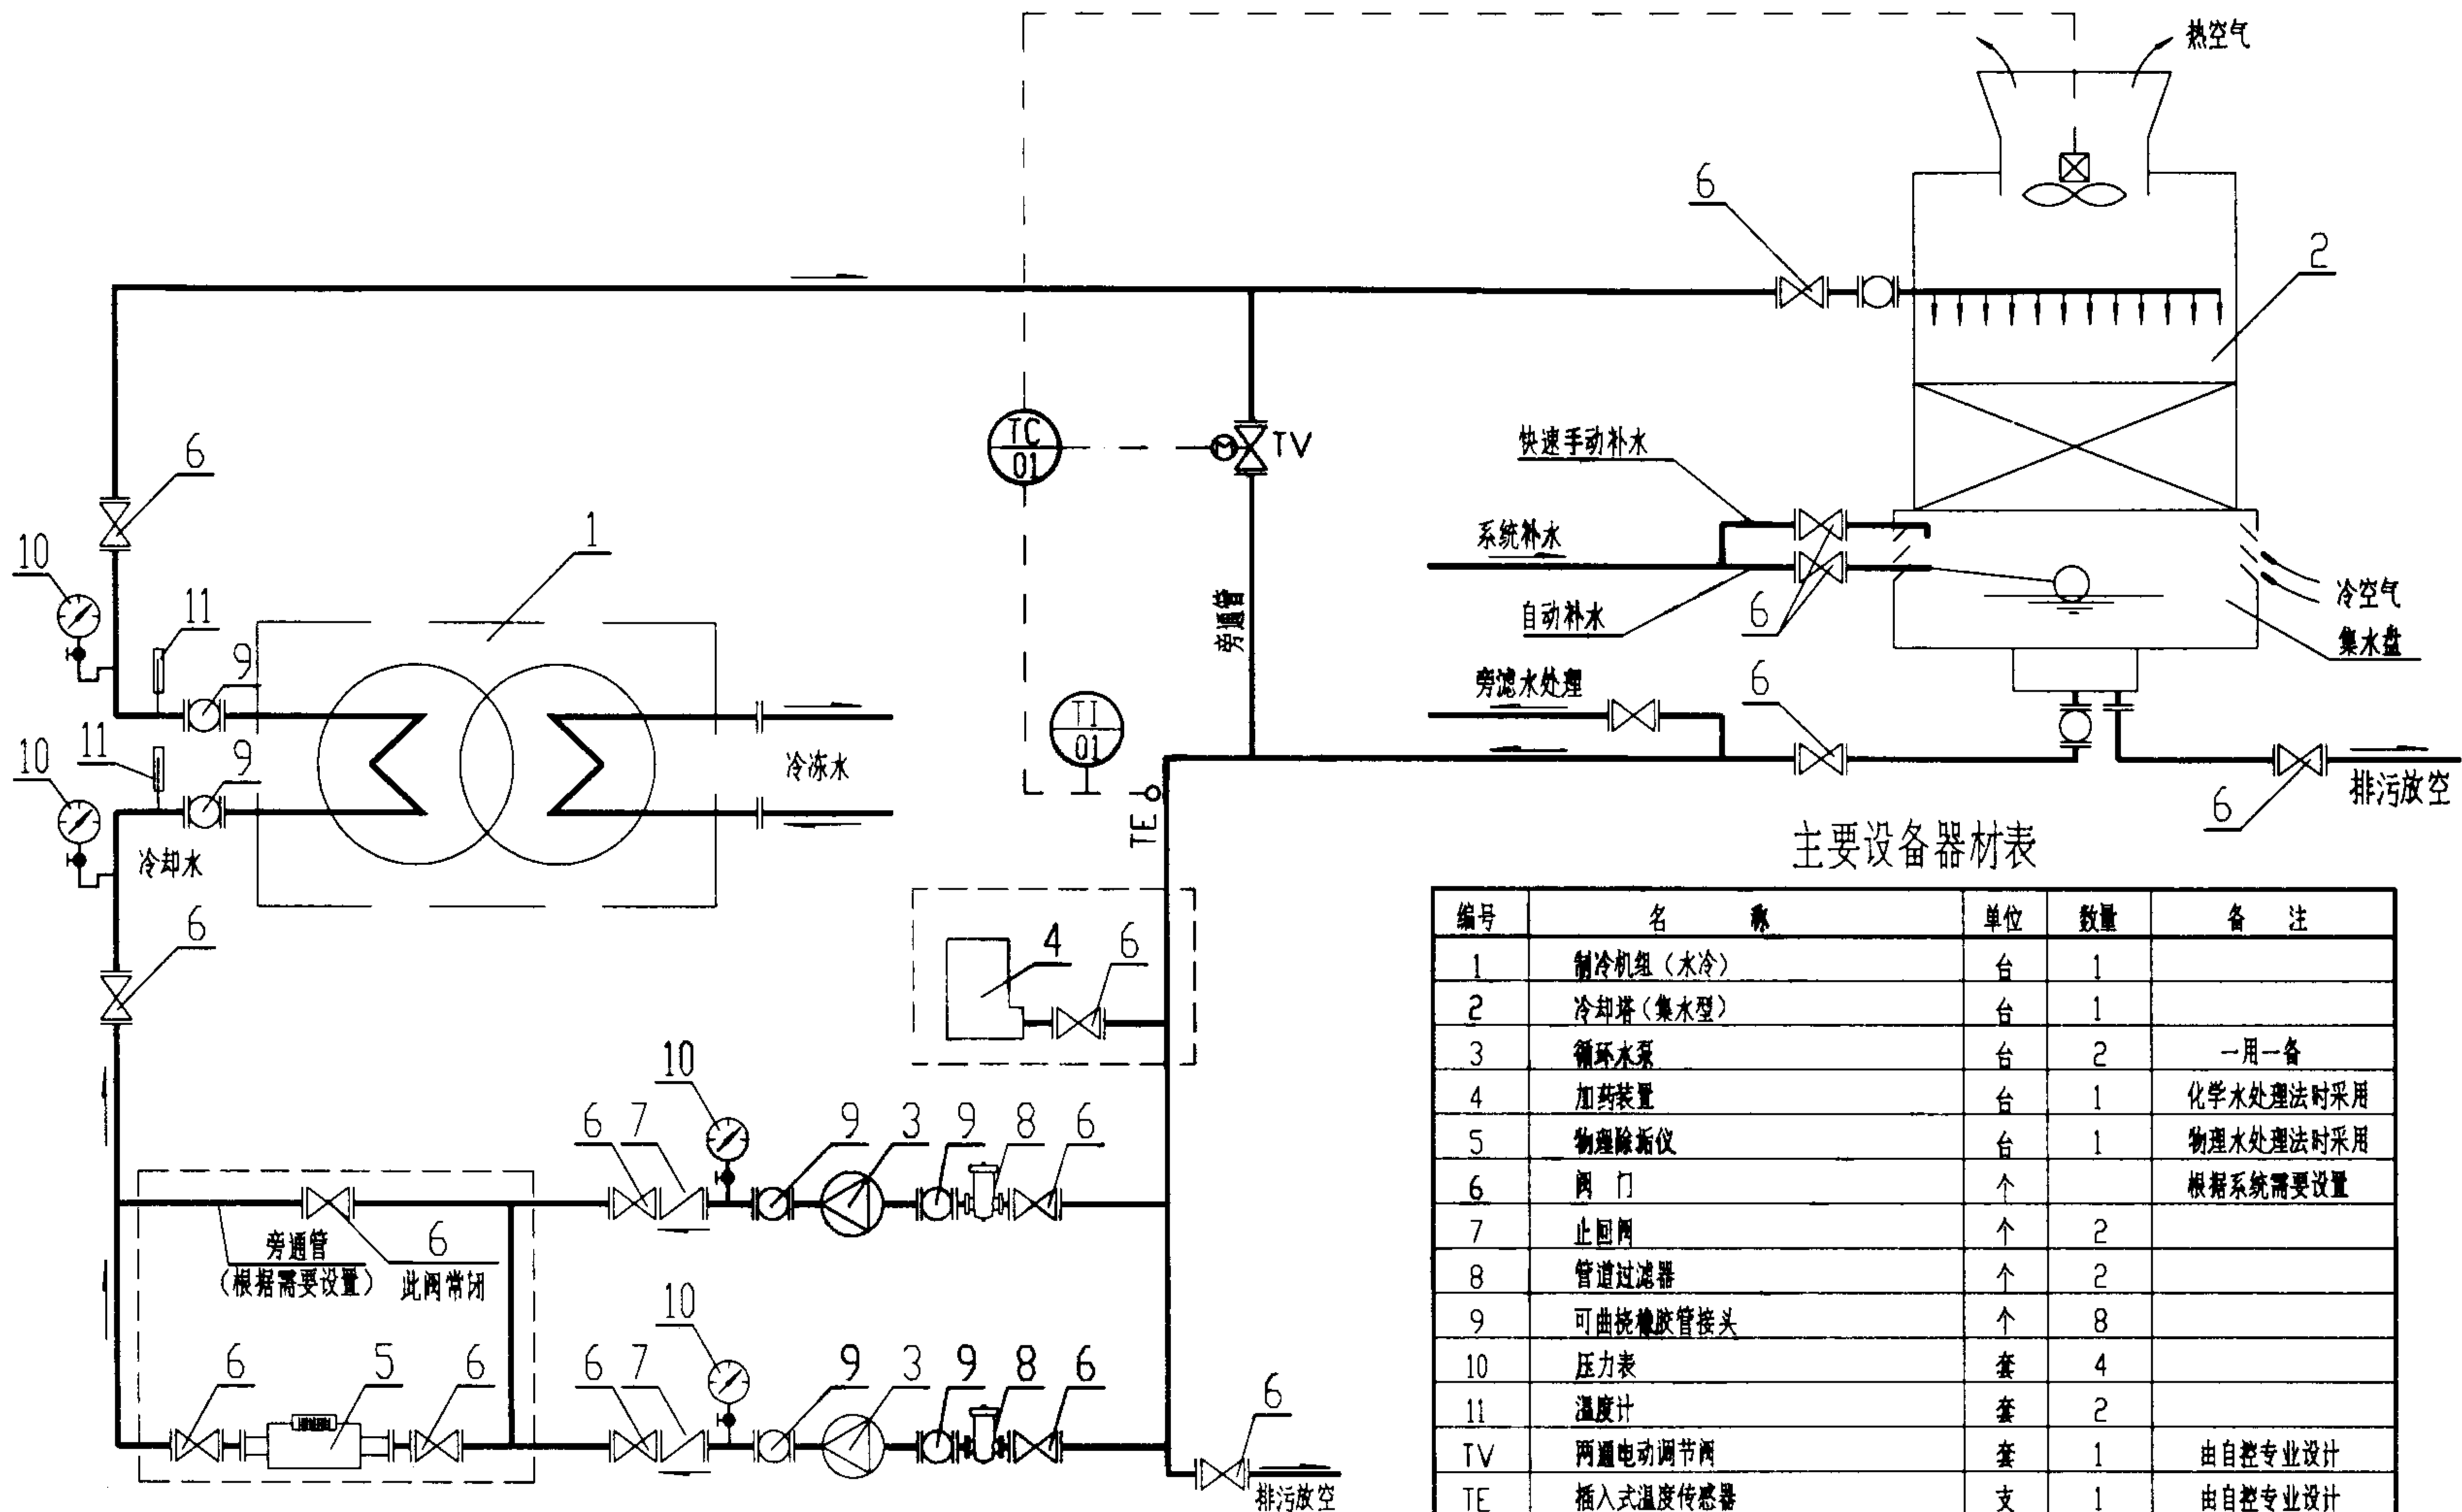 热空气
6
2
TC
01
TV
6
快速手动补水
系统补水
10
1
11
自动补水
6
冷空气
集水盘
旁通管
9
旁滤水处理
6
TI
01
10
11
9
冷冻水
TE
6
排污放空
冷却水
主要设备器材表
编号 名 称 单位 数量 备 注
1 制冷机组（水冷） 台 1
2 冷却塔（集水型） 台 1
3 循环水泵 台 2 一用一备
4 加药装置 台 1 化学水处理法时采用
5 物理除垢仪 台 1 物理水处理法时采用
6 阀 门 个 根据系统需要设置
7 止回阀 个 2
8 管道过滤器 个 2
9 可曲挠橡胶管接头 个 8
10 压力表 套 4
11 温度计 套 2
TV 两通电动调节阀 套 1 由自控专业设计
TE 插入式温度传感器 支 1 由自控专业设计
6
4 6
10
6 7 9 3 9 8 6
旁通管
（根据需要设置）
6
此阀常闭
10
6 5 6 6 7 9 3 9 8 6
6
排污放空